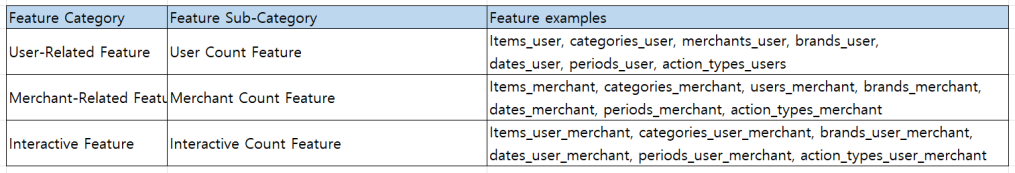 Feature Category Feature Sub-Category Feature examples
User-Related Feature User Count Feature Items_user, categories_user, merchants_user, brands_user,
dates_user, periods_user, action_types_users
Merchant-Related Featu Merchant Count Feature Items_merchant, categories_merchant, users_merchant, brands_merchant,
dates_merchant, periods_merchant, action_types_merchant
Interactive Feature Interactive Count Feature Items_user_merchant, categories_user_merchant, brands_user_merchant,
dates_user_merchant, periods_user_merchant, action_types_user_merchant